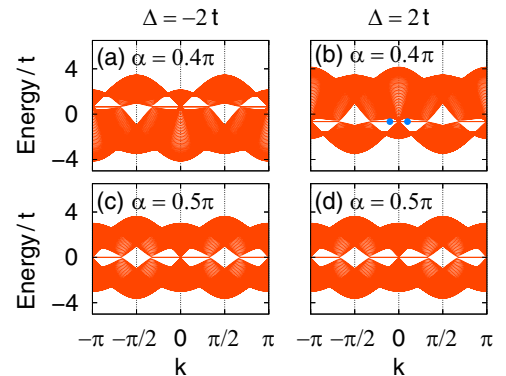 Δ = −2 t
Δ = 2 t
(a) α = 0.4π
(b) α = 0.4π
Energy/t
4
0
−4
(c) α = 0.5π
(d) α = 0.5π
Energy/t
4
0
−4
−π −π/2 0 π/2 π
−π −π/2 0 π/2 π
k
k